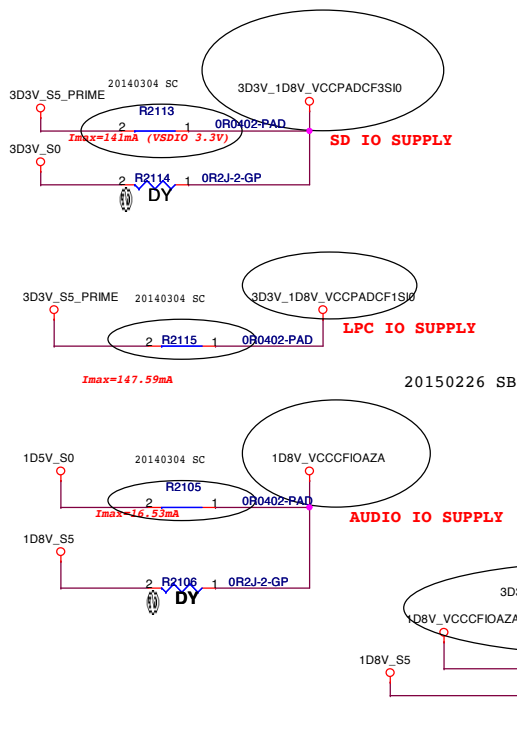 20140304 SC
3D3V_S5_PRIME
3D3V_1D8V_VCCPADCF3SI0
R2113
2 1 0R0402-PAD
Imax=141mA (VSDIO 3.3V)
SD IO SUPPLY
3D3V_S0
2 R2114 1 0R2J-2-GP
DY
3D3V_S5_PRIME
20140304 SC
3D3V_1D8V_VCCPADCF1SI0
LPC IO SUPPLY
2 R2115 1 0R0402-PAD
Imax=147.59mA
20150226 SB
1D5V_S0
20140304 SC
1D8V_VCCCFIOAZA
R2105
2 1 0R0402-PAD
Imax=16.53mA
AUDIO IO SUPPLY
1D8V_S5
2 R2106 1 0R2J-2-GP
DY
3D3
1D8V_VCCCFIOAZA
1D8V_S5